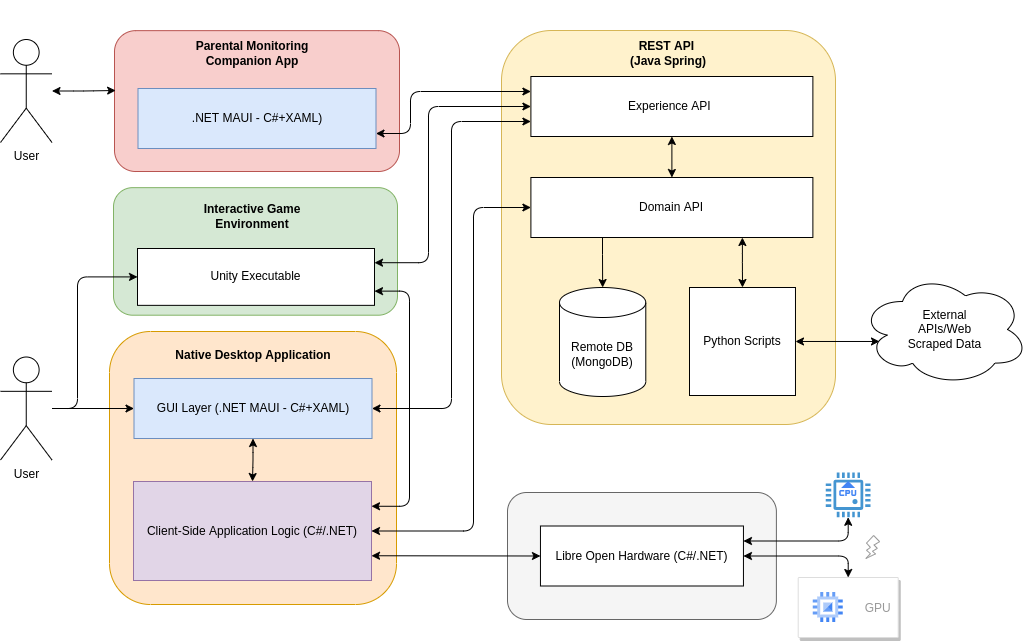 Parental Monitoring
Companion App
.NET MAUI - C#+XAML)
User
Interactive Game
Environment
Unity Executable
Native Desktop Application
GUI Layer (.NET MAUI - C#+XAML)
User
Client-Side Application Logic (C#/.NET)
REST API
(Java Spring)
Experience API
Domain API
Remote DB
(MongoDB)
Python Scripts
External
APIs/Web
Scraped Data
Libre Open Hardware (C#/.NET)
CPU
GPU